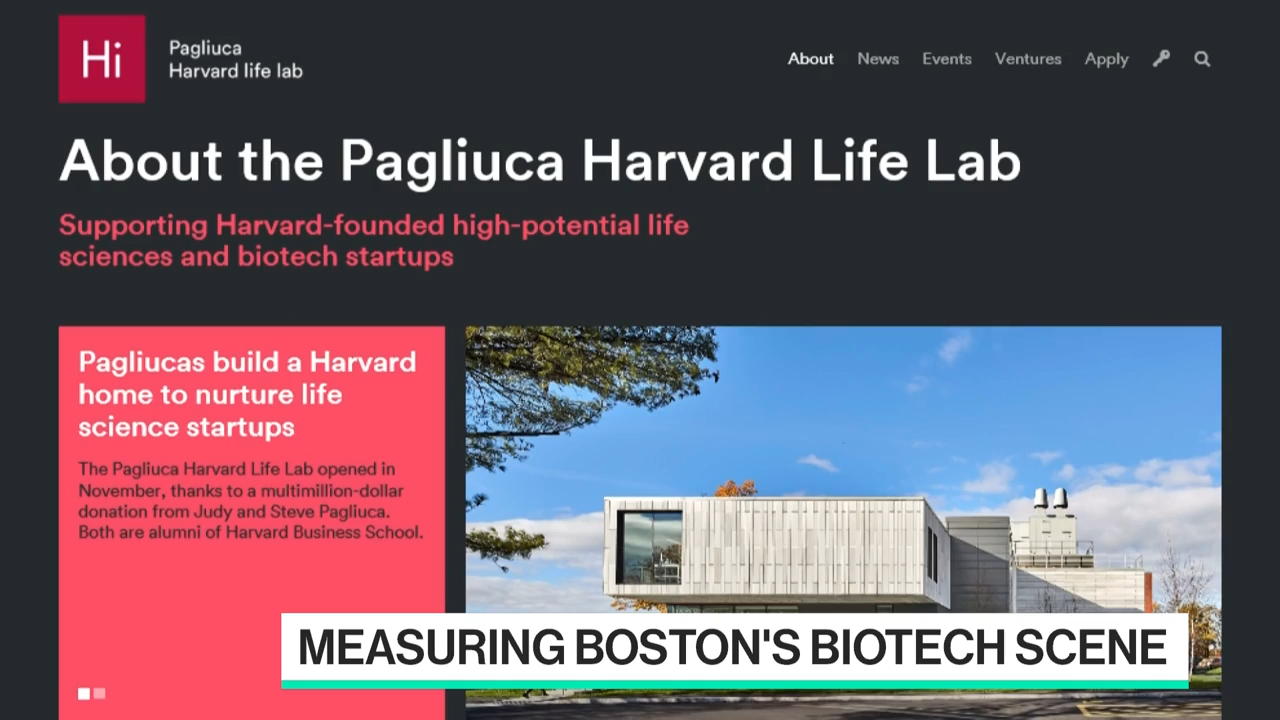 Hi
Pagliuca
Harvard life lab
About News Events Ventures Apply
About the Pagliuca Harvard Life Lab
Supporting Harvard-founded high-potential life
sciences and biotech startups
Pagliucas build a Harvard
home to nurture life
science startups
The Pagliuca Harvard Life Lab opened in
November, thanks to a multimillion-dollar
donation from Judy and Steve Pagliuca.
Both are alumni of Harvard Business School.
MEASURING BOSTON'S BIOTECH SCENE